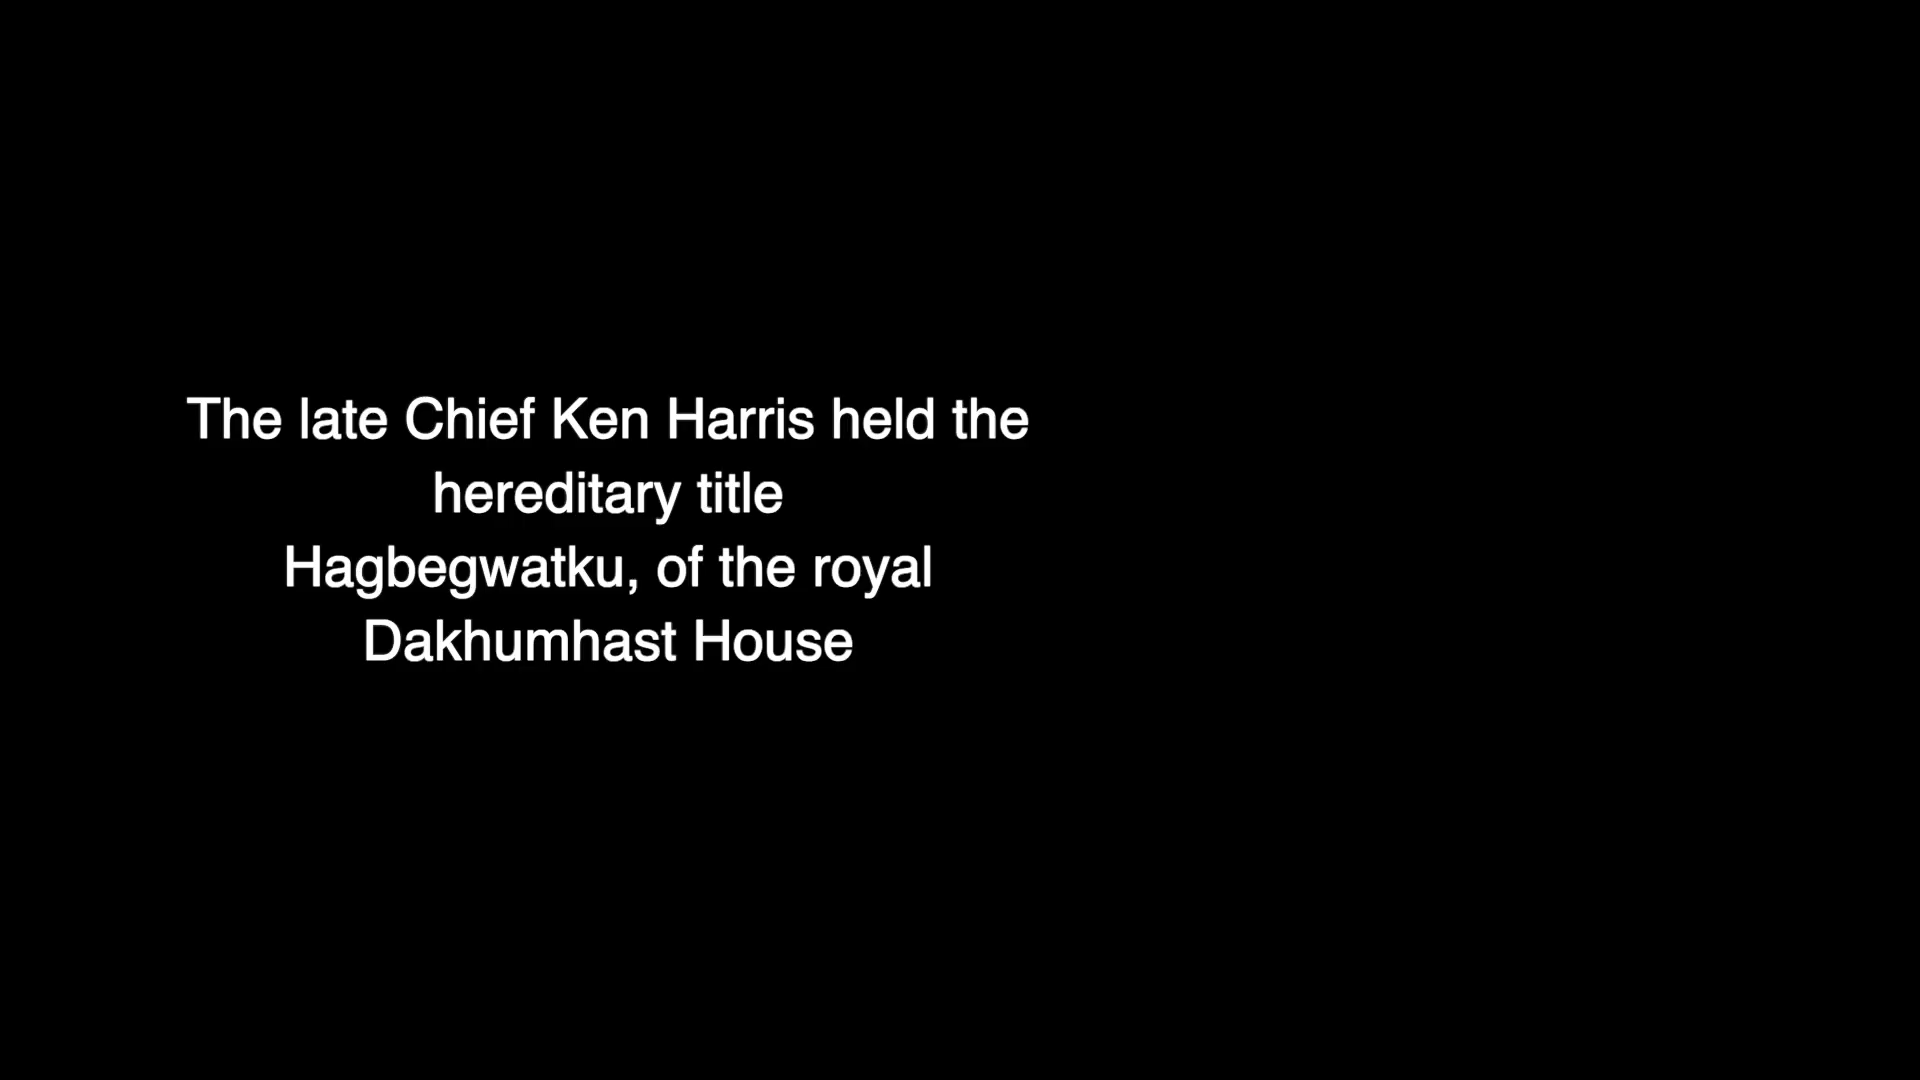 The late Chief Ken Harris held the
hereditary title
Hagbegwatku, of the royal
Dakhumhast House